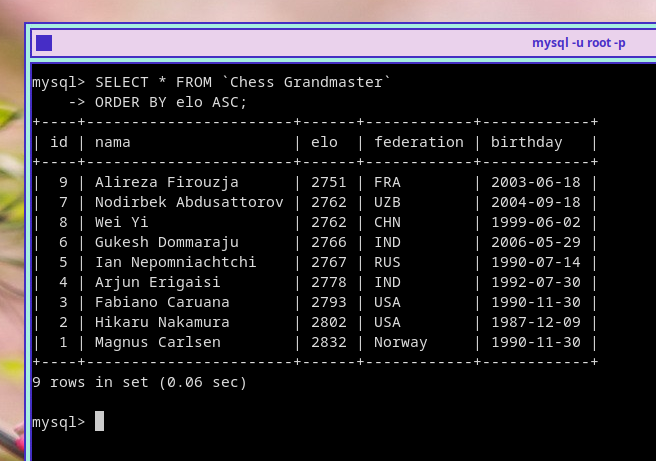 mysql -u root -p
mysql> SELECT * FROM `Chess Grandmaster`
    -> ORDER BY elo ASC;
+----+-----------------------+------+------------+------------+
| id | nama                  | elo  | federation | birthday   |
+----+-----------------------+------+------------+------------+
|  9 | Alireza Firouzja      | 2751 | FRA        | 2003-06-18 |
|  7 | Nodirbek Abdusattorov | 2762 | UZB        | 2004-09-18 |
|  8 | Wei Yi                | 2762 | CHN        | 1999-06-02 |
|  6 | Gukesh Dommaraju      | 2766 | IND        | 2006-05-29 |
|  5 | Ian Nepomniachtchi    | 2767 | RUS        | 1990-07-14 |
|  4 | Arjun Erigaisi        | 2778 | IND        | 1992-07-30 |
|  3 | Fabiano Caruana       | 2793 | USA        | 1990-11-30 |
|  2 | Hikaru Nakamura       | 2802 | USA        | 1987-12-09 |
|  1 | Magnus Carlsen        | 2832 | Norway     | 1990-11-30 |
+----+-----------------------+------+------------+------------+
9 rows in set (0.06 sec)
mysql>